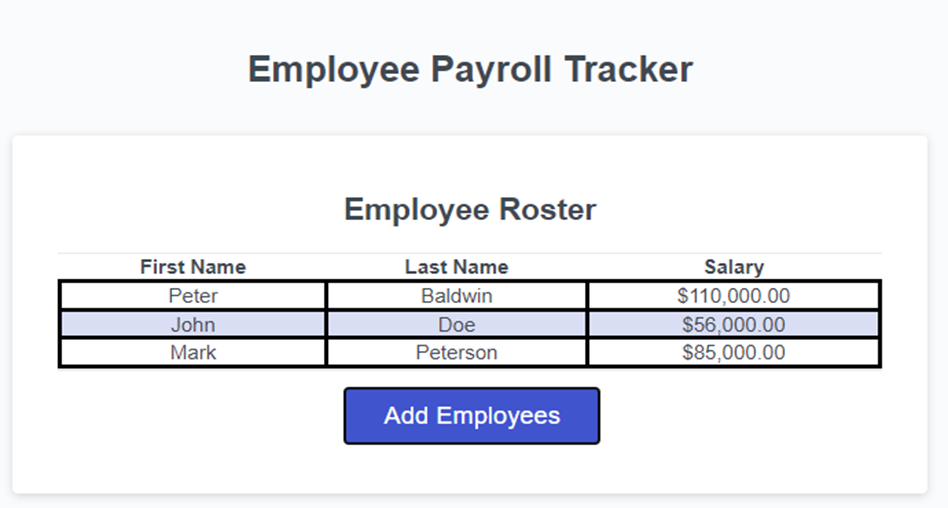 Employee Payroll Tracker
Employee Roster
First Name Last Name Salary
Peter Baldwin $110,000.00
John Doe $56,000.00
Mark Peterson $85,000.00
Add Employees